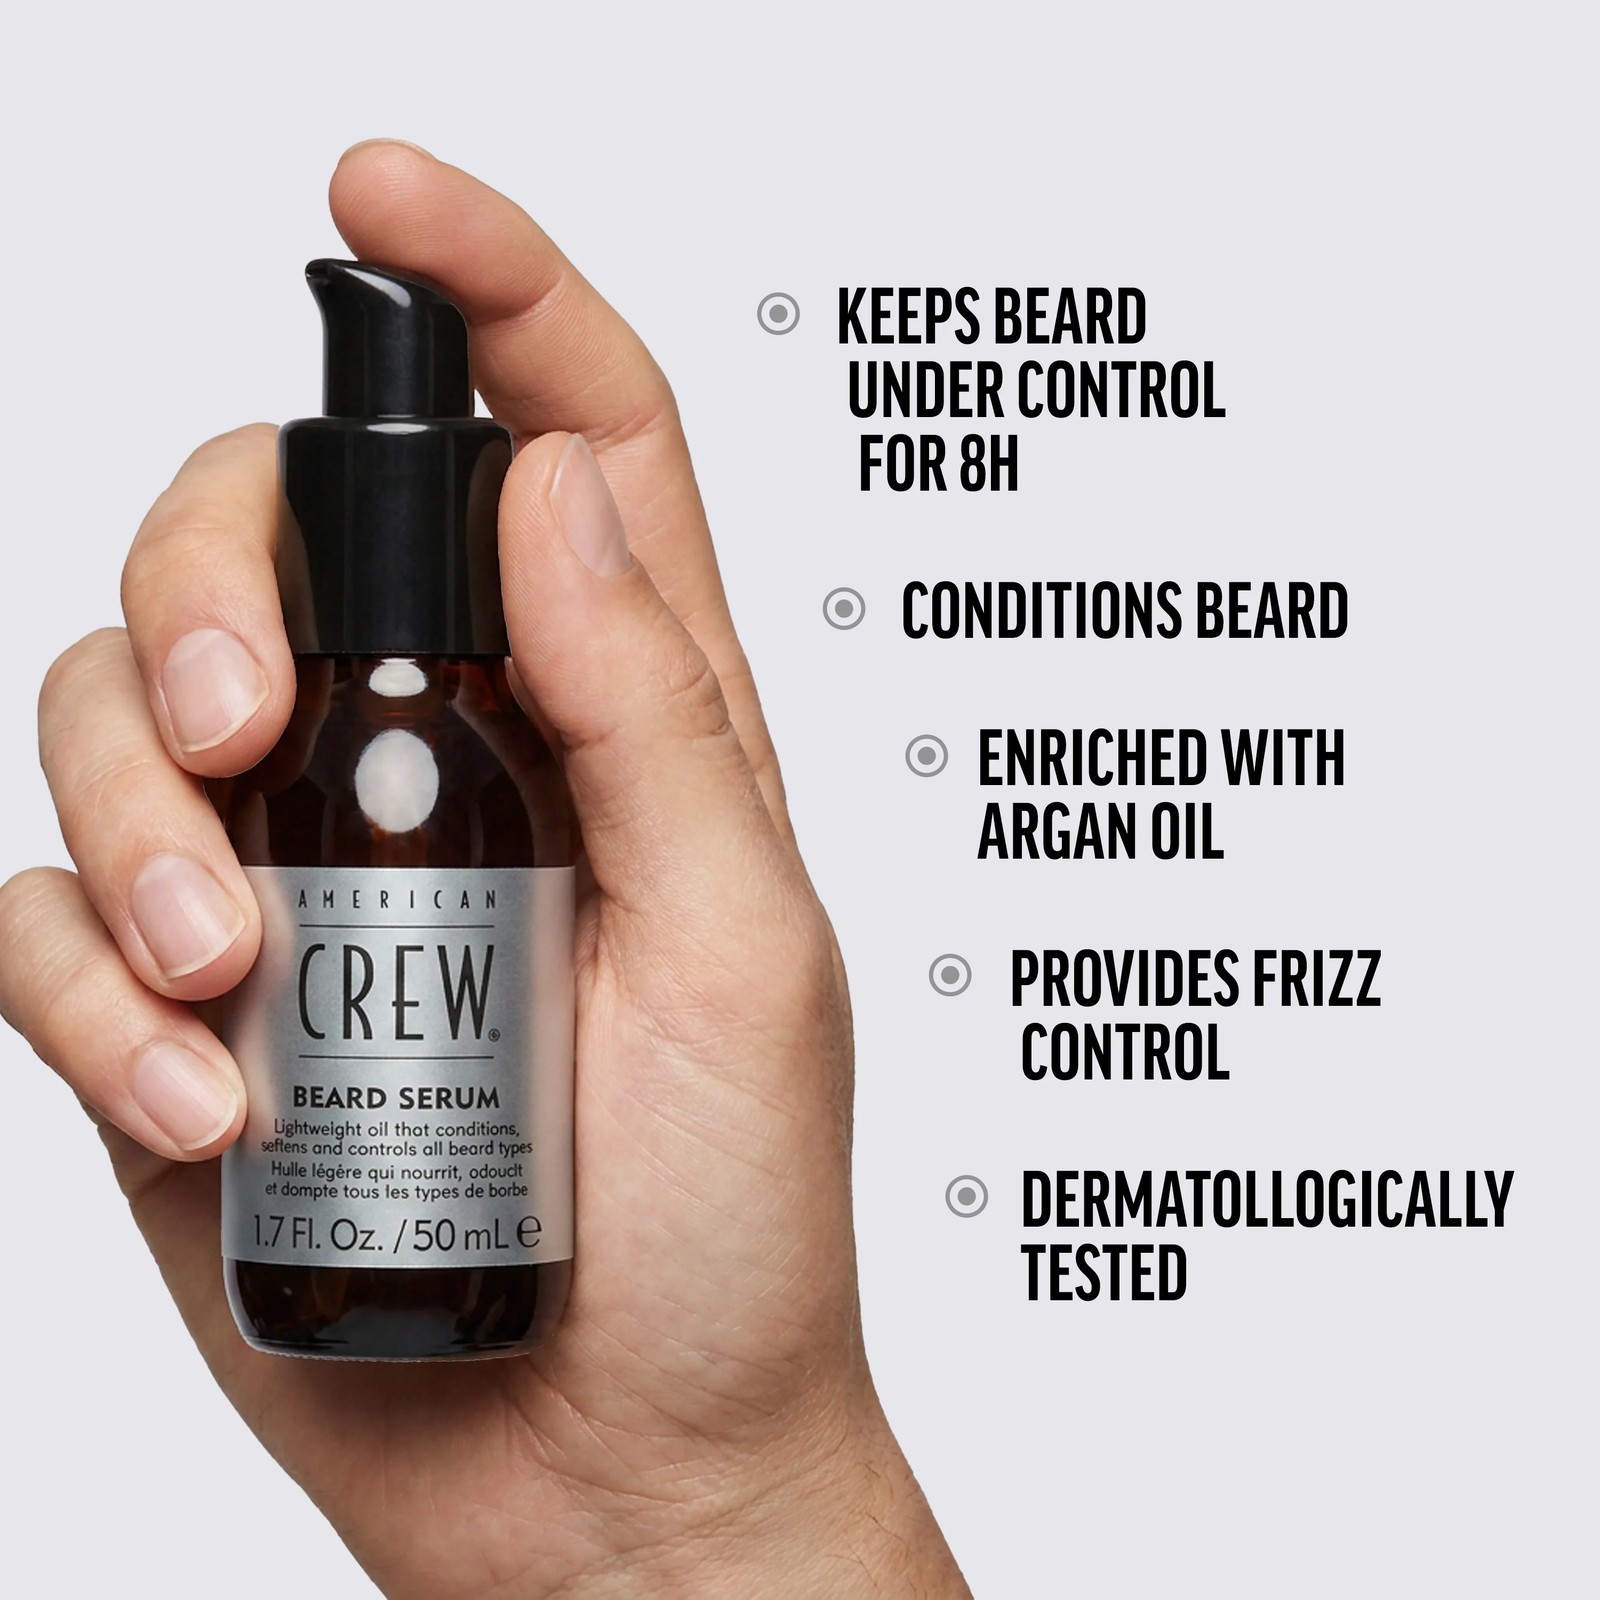 KEEPS BEARD
UNDER CONTROL
FOR 8H
CONDITIONS BEARD
ENRICHED WITH
ARGAN OIL
PROVIDES FRIZZ
CONTROL
DERMATOLLOGICALLY
TESTED
AMERICAN
CREW®
BEARD SERUM
Lightweight oil that conditions,
seftens and controls all beard types
Hulle légére qui nourrit, odouclt
et dompte tous les types de borbe
1.7 Fl. Oz. / 50 mL ℮